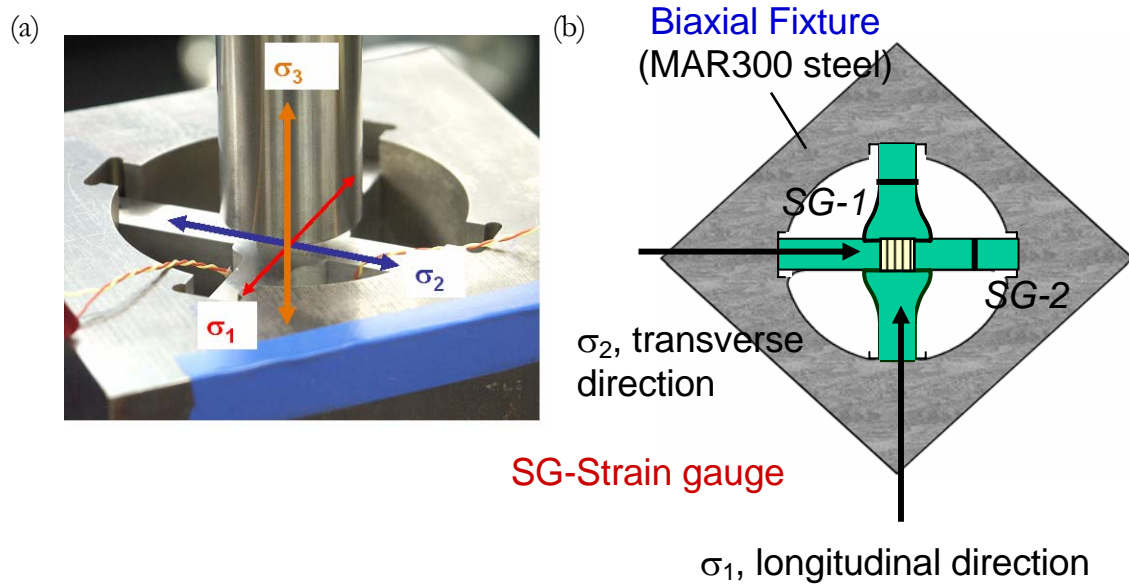 (a)
σ3
σ2
σ1
(b)
Biaxial Fixture
(MAR300 steel)
SG-1
SG-2
σ2, transverse
direction
SG-Strain gauge
σ1, longitudinal direction